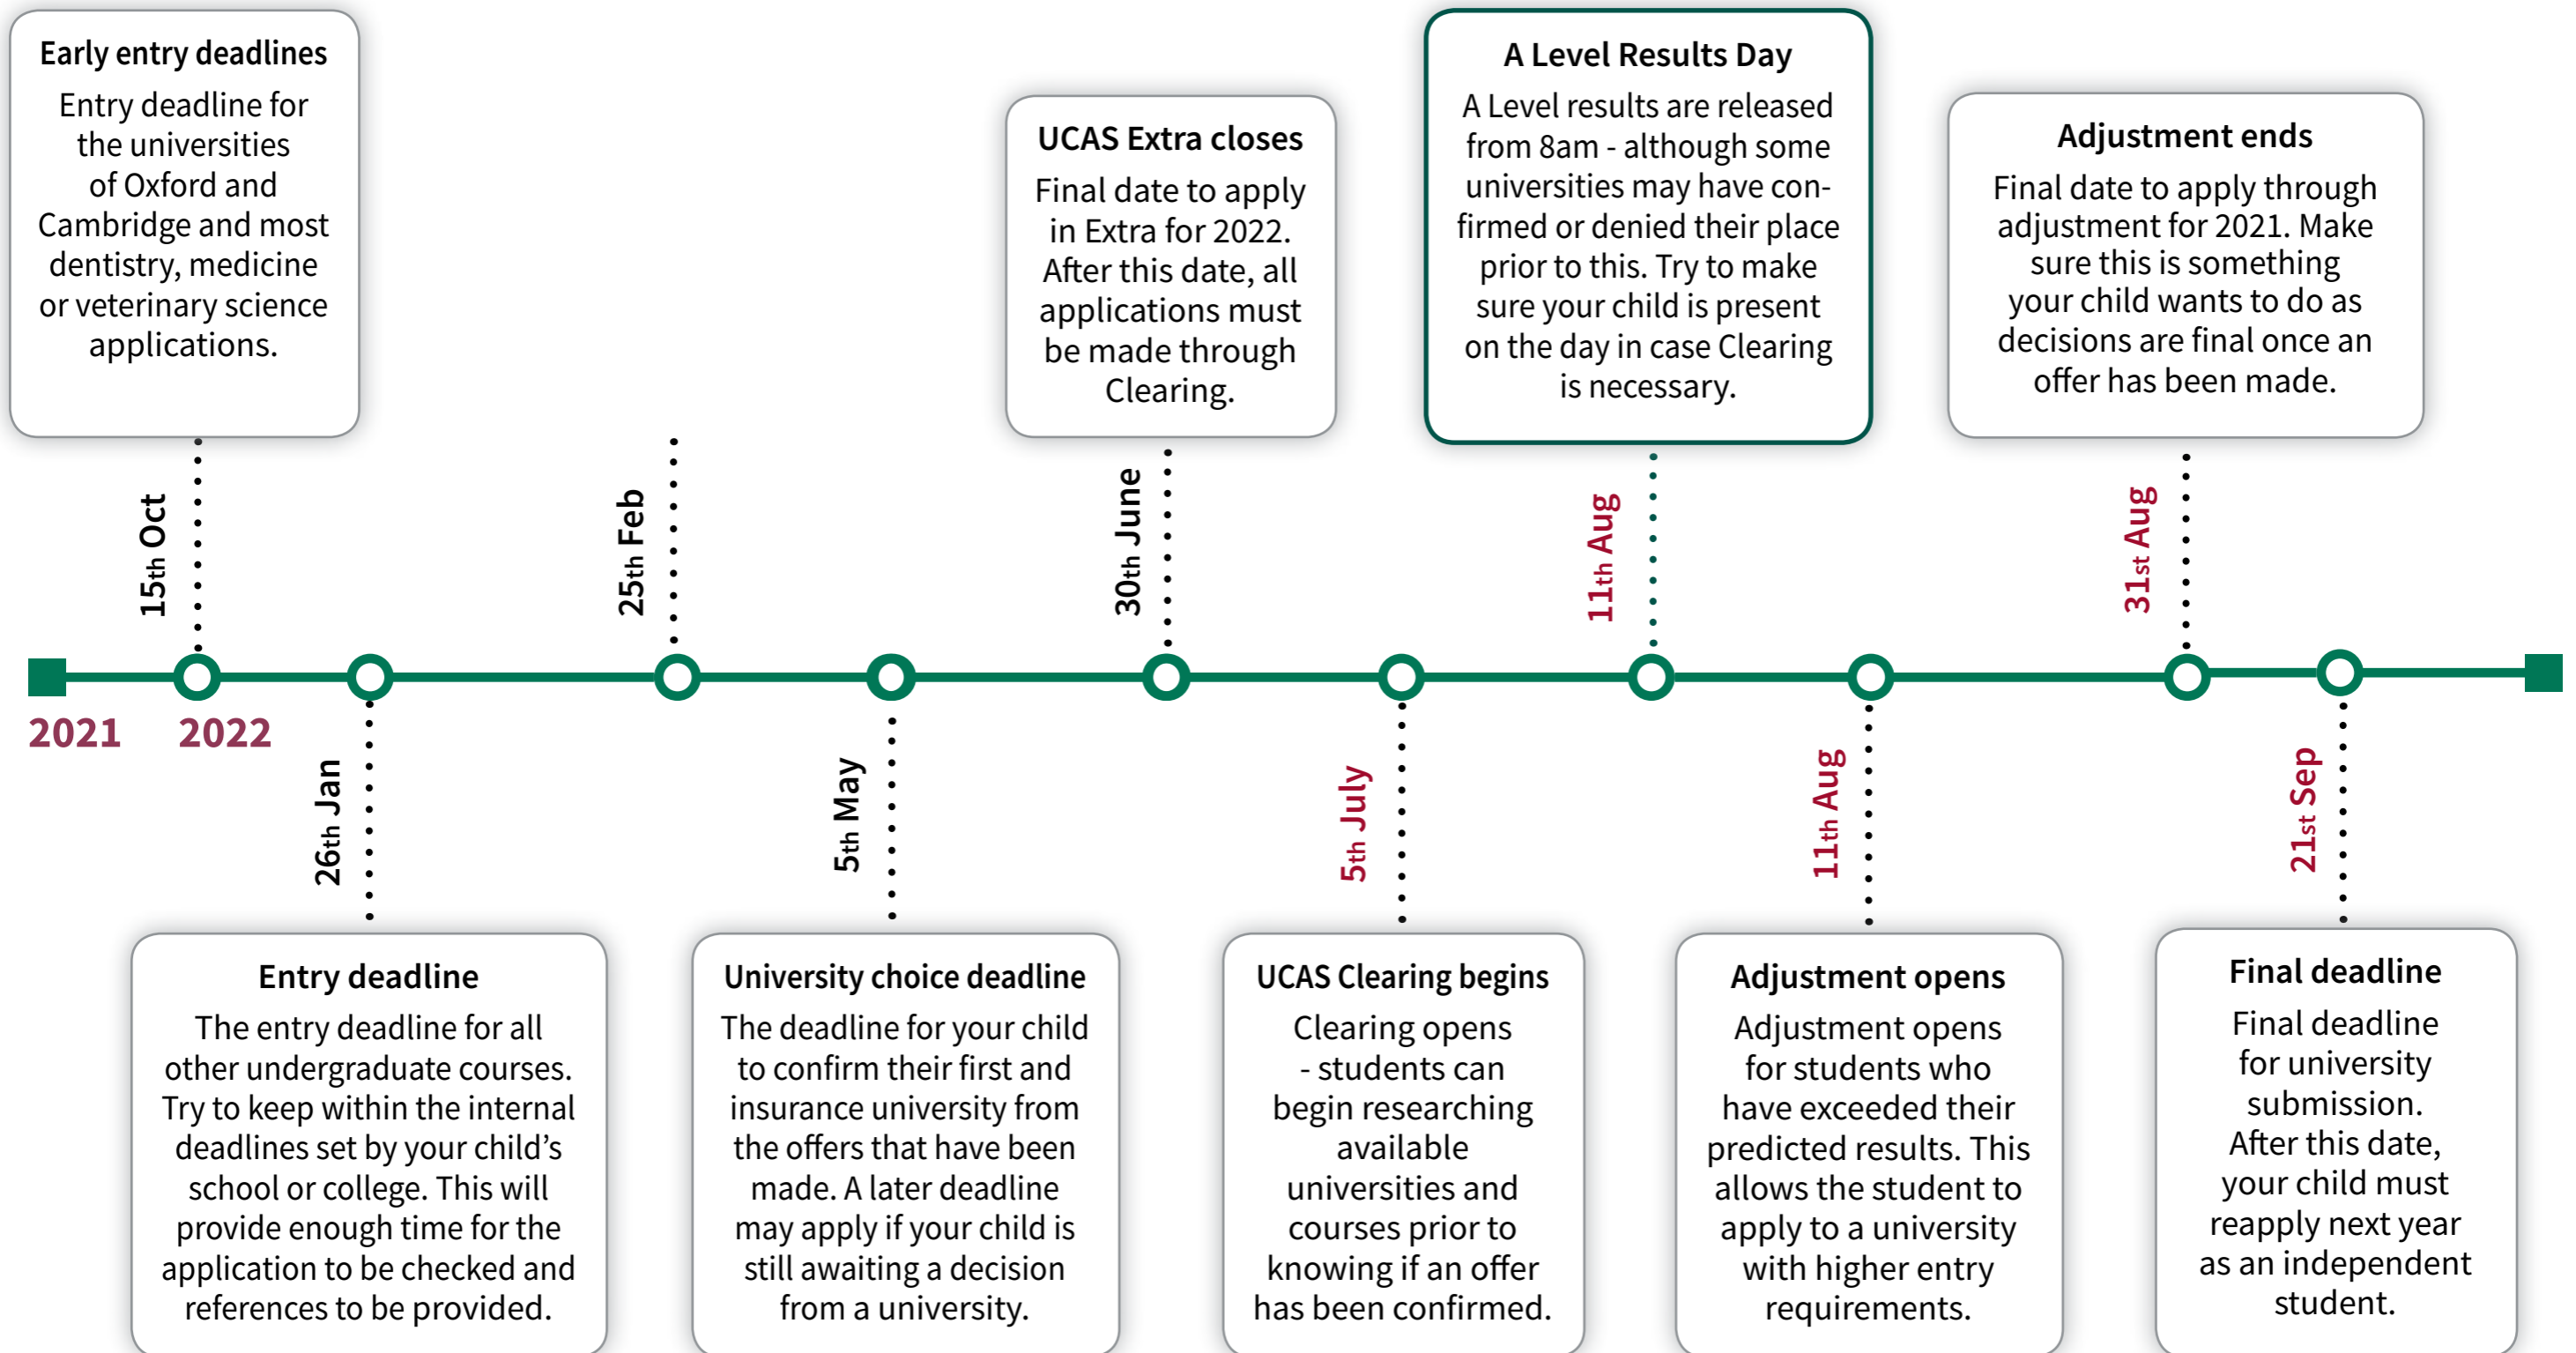 Early entry deadlines
Entry deadline for
the universities
of Oxford and
Cambridge and most
dentistry, medicine
or veterinary science
applications.
UCAS Extra closes
Final date to apply
in Extra for 2022.
After this date, all
applications must
be made through
Clearing.
A Level Results Day
A Level results are released
from 8am - although some
universities may have con-
firmed or denied their place
prior to this. Try to make
sure your child is present
on the day in case Clearing
is necessary.
Adjustment ends
Final date to apply through
adjustment for 2021. Make
sure this is something
your child wants to do as
decisions are final once an
offer has been made.
15th Oct
25th Feb
30th June
11th Aug
31st Aug
2021
2022
26th Jan
5th May
5th July
11th Aug
21st Sep
Entry deadline
The entry deadline for all
other undergraduate courses.
Try to keep within the internal
deadlines set by your child’s
school or college. This will
provide enough time for the
application to be checked and
references to be provided.
University choice deadline
The deadline for your child
to confirm their first and
insurance university from
the offers that have been
made. A later deadline
may apply if your child is
still awaiting a decision
from a university.
UCAS Clearing begins
Clearing opens
- students can
begin researching
available
universities and
courses prior to
knowing if an offer
has been confirmed.
Adjustment opens
Adjustment opens
for students who
have exceeded their
predicted results. This
allows the student to
apply to a university
with higher entry
requirements.
Final deadline
Final deadline
for university
submission.
After this date,
your child must
reapply next year
as an independent
student.